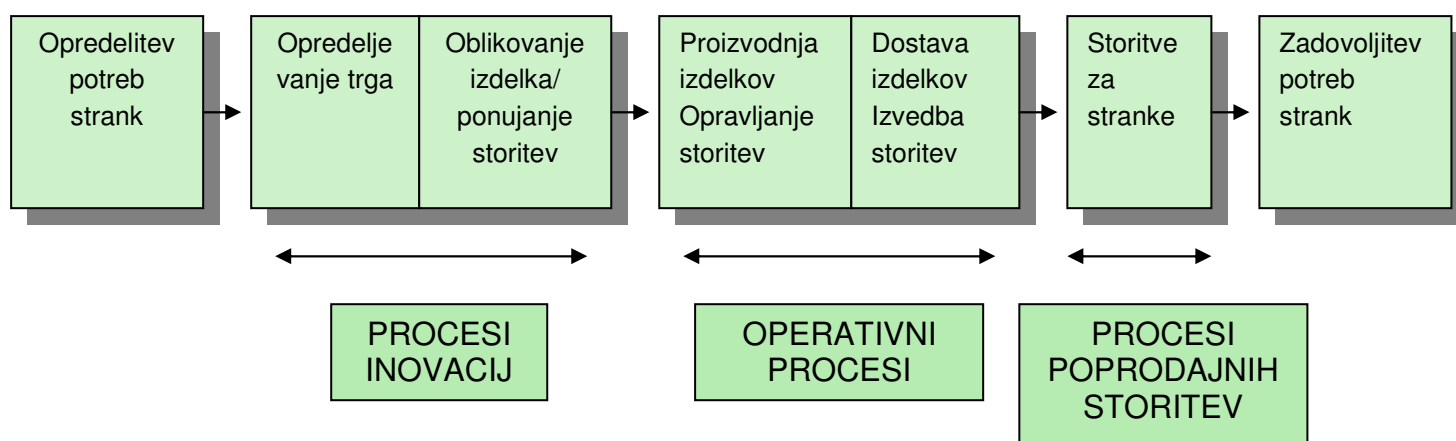 Opredelitev
potreb
strank
Opredelje
vanje trga
Oblikovanje
izdelka/
ponujanje
storitev
Proizvodnja
izdelkov
Opravljanje
storitev
Dostava
izdelkov
Izvedba
storitev
Storitve
za
stranke
Zadovoljitev
potreb
strank
PROCESI
INOVACIJ
OPERATIVNI
PROCESI
PROCESI
POPRODAJNIH
STORITEV